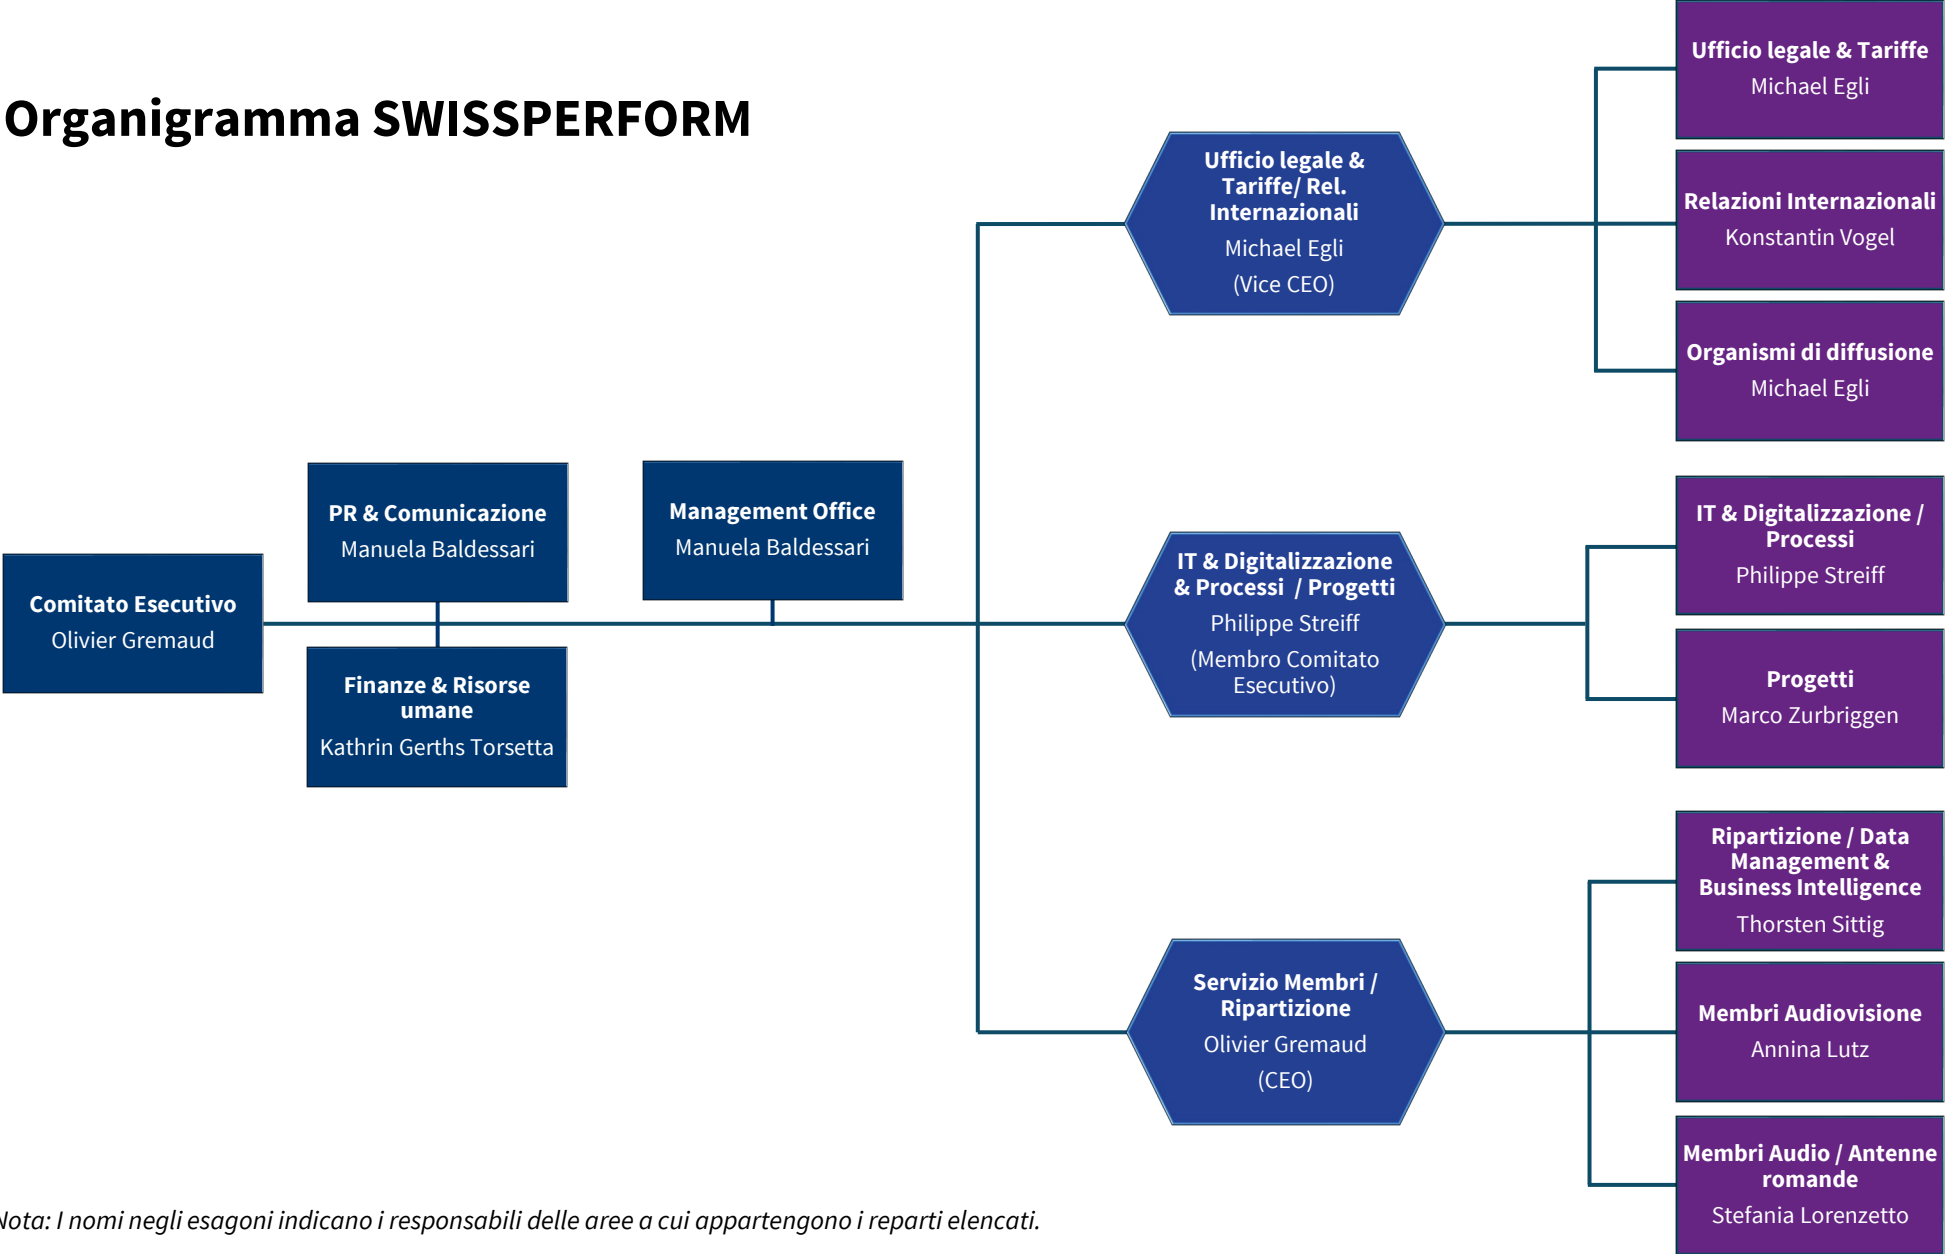 Organigramma SWISSPERFORM
Comitato Esecutivo
Olivier Gremaud
PR & Comunicazione
Manuela Baldessari
Finanze & Risorse
umane
Kathrin Gerths Torsetta
Management Office
Manuela Baldessari
Ufficio legale &
Tariffe/ Rel.
Internazionali
Michael Egli
(Vice CEO)
Ufficio legale & Tariffe
Michael Egli
Relazioni Internazionali
Konstantin Vogel
Organismi di diffusione
Michael Egli
IT & Digitalizzazione
& Processi / Progetti
Philippe Streiff
(Membro Comitato
Esecutivo)
IT & Digitalizzazione /
Processi
Philippe Streiff
Progetti
Marco Zurbriggen
Servizio Membri /
Ripartizione
Olivier Gremaud
(CEO)
Ripartizione / Data
Management &
Business Intelligence
Thorsten Sittig
Membri Audiovisione
Annina Lutz
Membri Audio / Antenne
romande
Stefania Lorenzetto
Nota: I nomi negli esagoni indicano i responsabili delle aree a cui appartengono i reparti elencati.